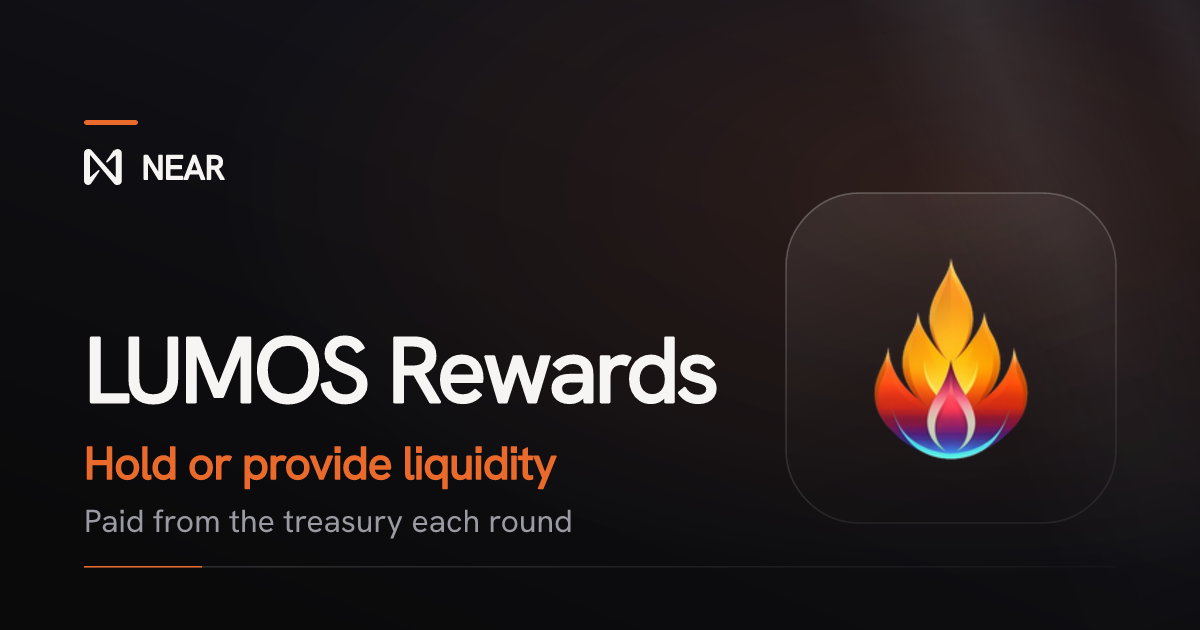 NEAR
LUMOS Rewards
Hold or provide liquidity
Paid from the treasury each round